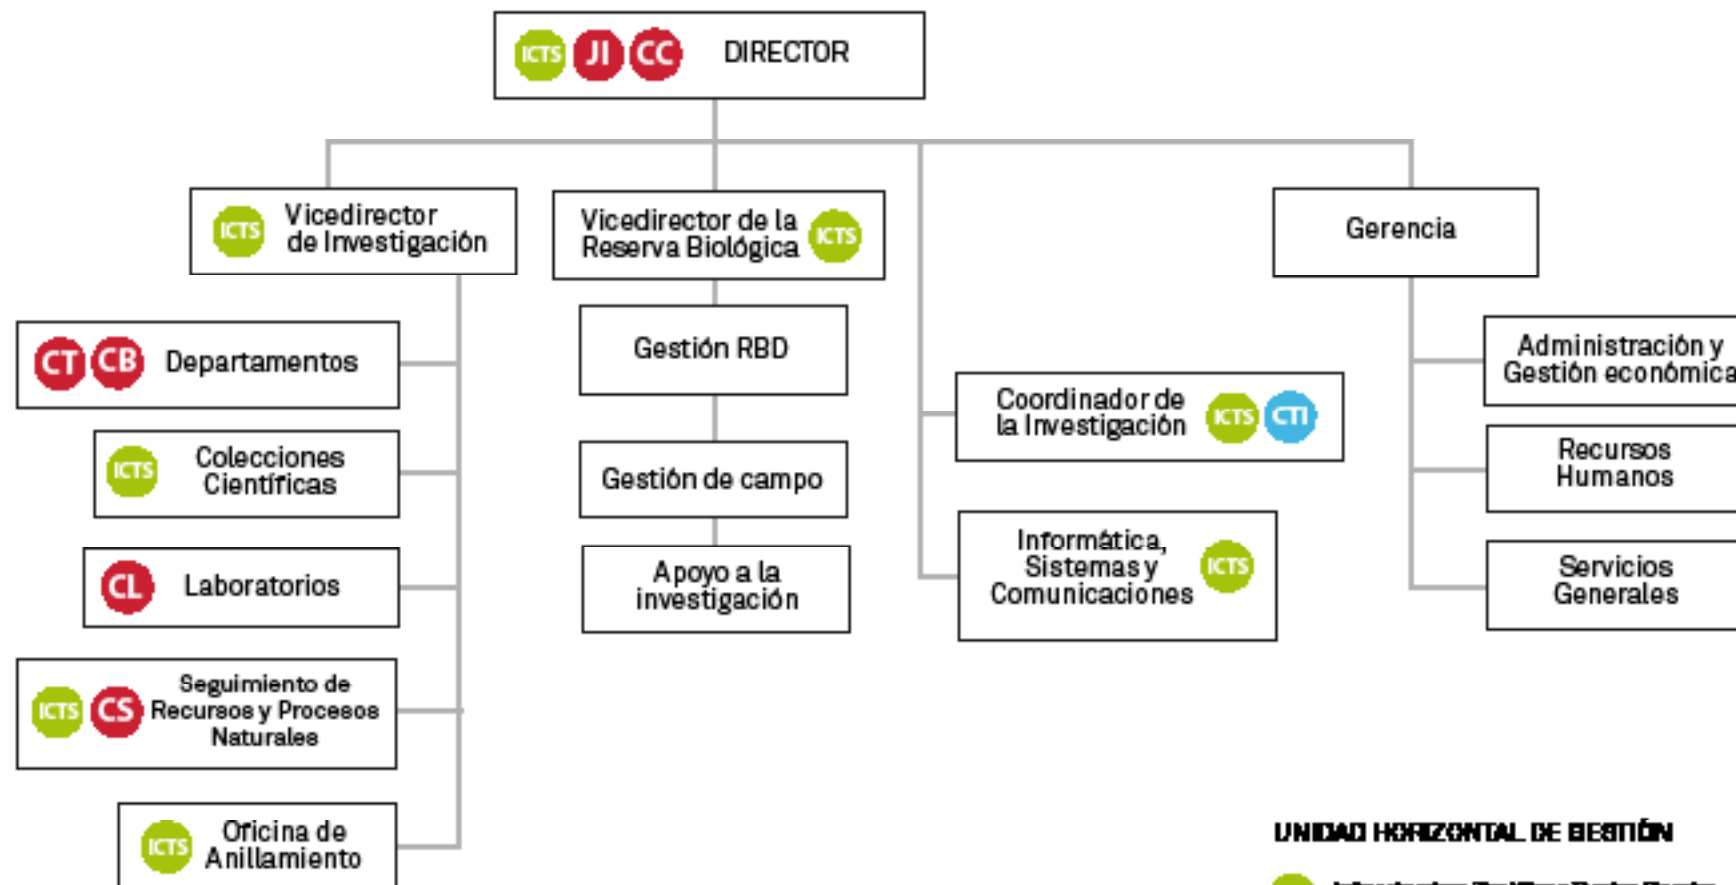 ICTS JI CC DIRECTOR
ICTS Vicedirector
de Investigación
Vicedirector de la
Reserva Biológica ICTS
Gerencia
CT CB Departamentos
ICTS Colecciones
Científicas
CL Laboratorios
ICTS CS Seguimiento de
Recursos y Procesos
Naturales
ICTS Oficina de
Anillamiento
Gestión RBD
Gestión de campo
Apoyo a la
investigación
Coordinador de
la Investigación ICTS CTI
Informática,
Sistemas y
Comunicaciones ICTS
Administración y
Gestión económica
Recursos
Humanos
Servicios
Generales
UNIDAD HORIZONTAL DE GESTIÓN